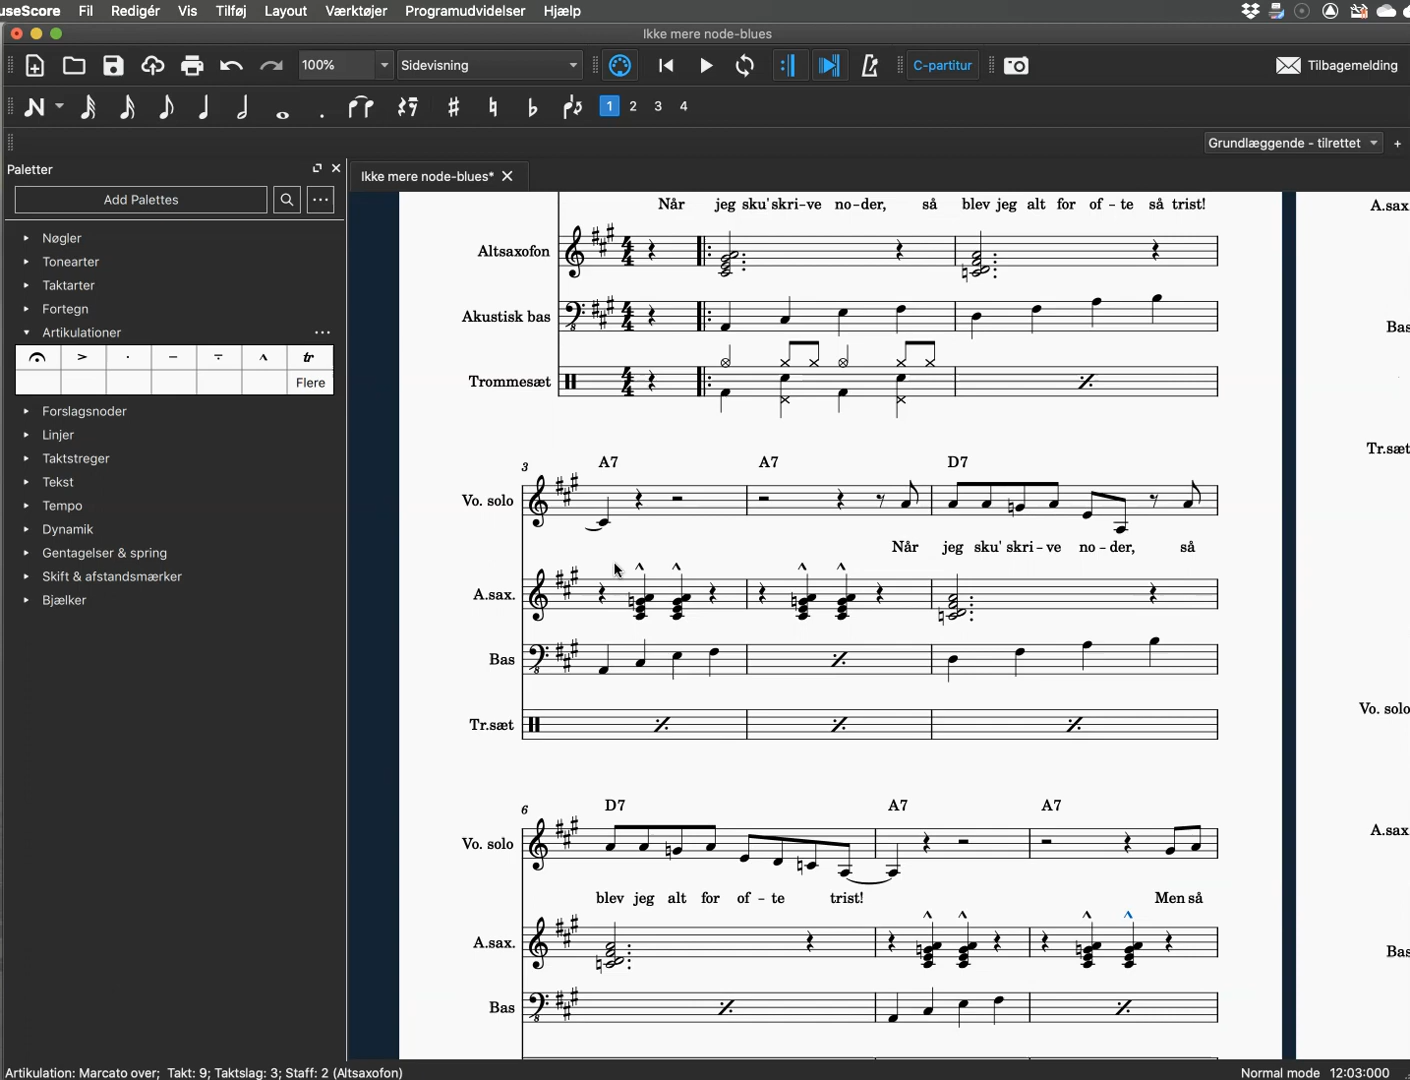 useScore Fil Redigér Vis Tilføj Layout Værktøjer Programudvidelser Hjælp
Ikke mere node-blues
100% Sidevisning C-partitur Tilbagemelding
1 2 3 4
Grundlæggende - tilrettet +
Paletter
Ikke mere node-blues*
Add Palettes
Nøgler
Tonearter
Taktarter
Fortegn
Artikulationer
tr
Flere
Forslagsnoder
Linjer
Taktstreger
Tekst
Tempo
Dynamik
Gentagelser & spring
Skift & afstandsmærker
Bjælker
Når jeg sku' skri-ve no-der, så blev jeg alt for of-te så trist!
Altsaxofon
Akustisk bas
Trommesæt
3 A7 A7 D7
Vo. solo
Når jeg sku' skri-ve no-der, så
A.sax.
Bas
Tr.sæt
6 D7 A7 A7
Vo. solo
blev jeg alt for of-te trist! Men så
A.sax.
Bas
A.sax
Bas
Tr.sæt
Vo. solo
A.sax
Bas
Artikulation: Marcato over; Takt: 9; Taktslag: 3; Staff: 2 (Altsaxofon)
Normal mode 12:03:000